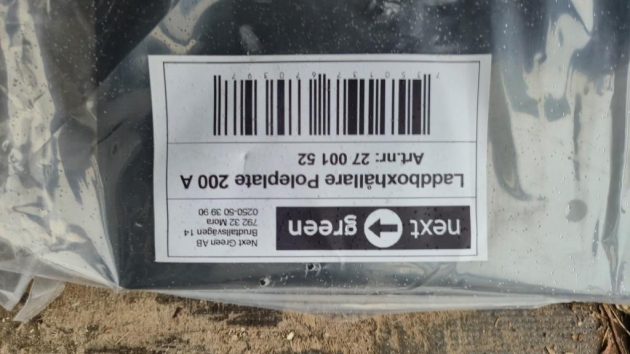 next green
Next Green AB
Brudtallsvägen 14
792 32 Mora
0250-50 39 90
Laddboxhållare Poleplate 200 A
Art.nr: 27 001 52
7350137670397